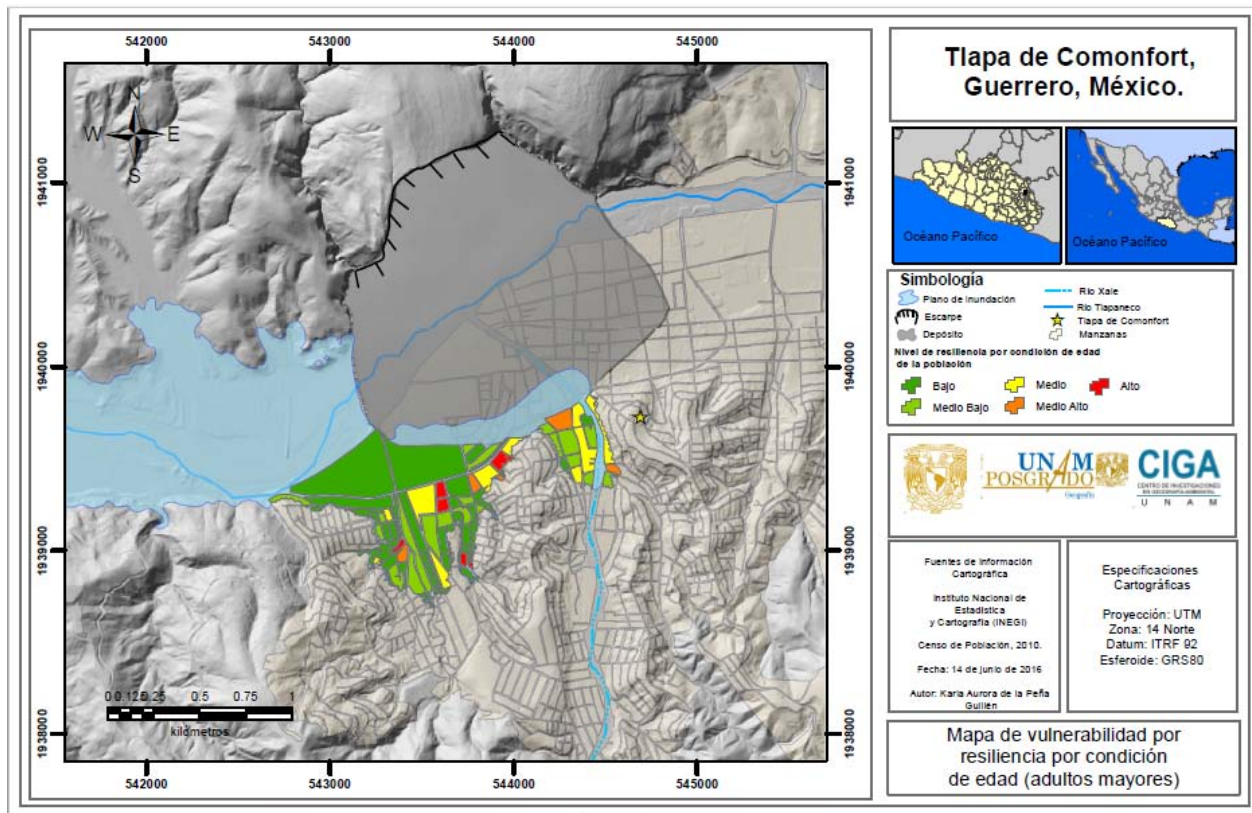 542000
543000
544000
545000
N
W
E
S
1941000
1940000
1939000
1938000
1941000
1940000
1939000
1938000
0 0.125 0.25 0.5 0.75 1
kilómetros
542000
543000
544000
545000
Tlapa de Comonfort,
Guerrero, México.
Océano Pacífico
Océano Pacífico
Simbología
Plano de inundación
Escarpe
Depósito
Río Xale
Río Tlapaneco
Tlapa de Comonfort
Manzanas
Nivel de resiliencia por condición de edad
de la población
Bajo
Medio Bajo
Medio
Medio Alto
Alto
UNAM
POSGRADO
Geografía
CIGA
CENTRO DE INVESTIGACIONES
EN GEOGRAFÍA AMBIENTAL
UNAM
Fuentes de Información
Cartográfica
Instituto Nacional de
Estadística
y Cartografía (INEGI)
Censo de Población, 2010.
Fecha: 14 de junio de 2016
Autor: Karla Aurora de la Peña
Guillén
Especificaciones
Cartográficas
Proyección: UTM
Zona: 14 Norte
Datum: ITRF 92
Esferoide: GRS80
Mapa de vulnerabilidad por
resiliencia por condición
de edad (adultos mayores)